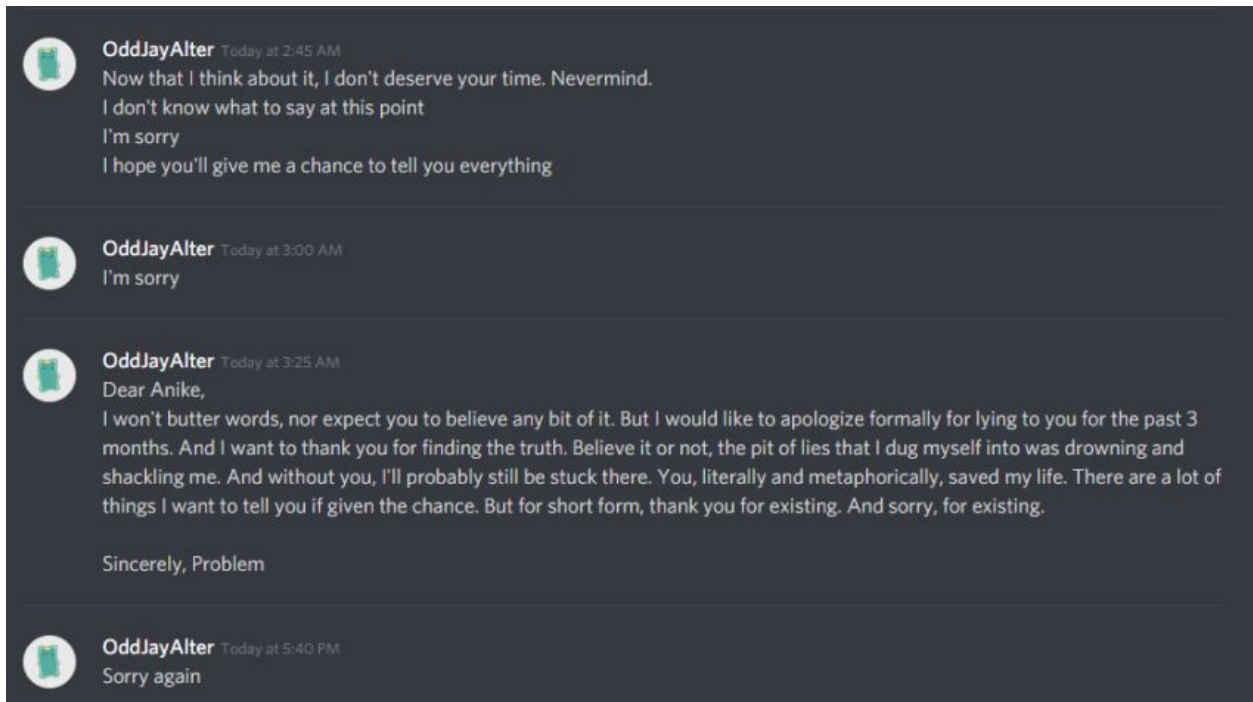 OddJayAlter Today at 2:45 AM
Now that I think about it, I don't deserve your time. Nevermind.
I don't know what to say at this point
I'm sorry
I hope you'll give me a chance to tell you everything
OddJayAlter Today at 3:00 AM
I'm sorry
OddJayAlter Today at 3:25 AM
Dear Anike,
I won't butter words, nor expect you to believe any bit of it. But I would like to apologize formally for lying to you for the past 3
months. And I want to thank you for finding the truth. Believe it or not, the pit of lies that I dug myself into was drowning and
shackling me. And without you, I'll probably still be stuck there. You, literally and metaphorically, saved my life. There are a lot of
things I want to tell you if given the chance. But for short form, thank you for existing. And sorry, for existing.
Sincerely, Problem
OddJayAlter Today at 5:40 PM
Sorry again